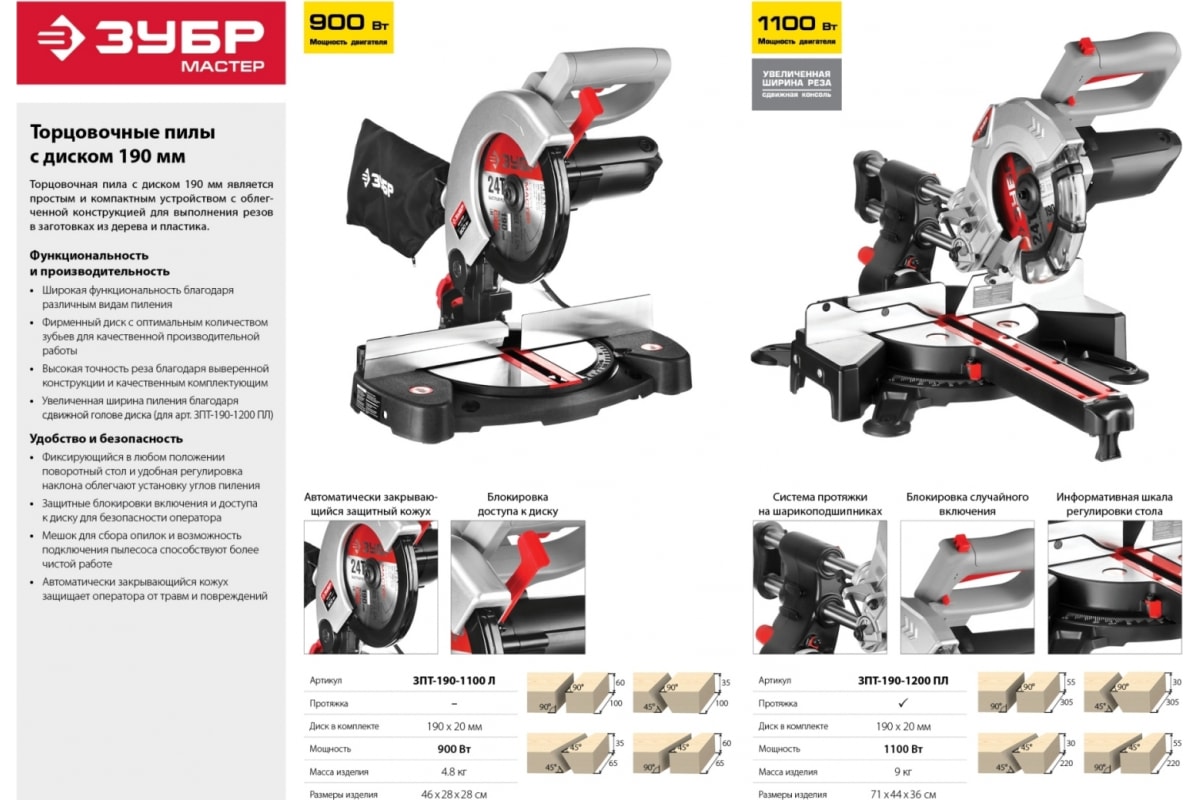 ЗУБР
МАСТЕР
Торцовочные пилы
с диском 190 мм
Торцовочная пила с диском 190 мм является
простым и компактным устройством с облег-
ченной конструкцией для выполнения резов
в заготовках из дерева и пластика.
Функциональность
и производительность
• Широкая функциональность благодаря
различным видам пиления
• Фирменный диск с оптимальным количеством
зубьев для качественной производительной
работы
• Высокая точность реза благодаря выверенной
конструкции и качественным комплектующим
• Увеличенная ширина пиления благодаря
сдвижной голове диска (для арт. ЗПТ-190-1200 ПЛ)
Удобство и безопасность
• Фиксирующийся в любом положении
поворотный стол и удобная регулировка
наклона облегчают установку углов пиления
• Защитные блокировки включения и доступа
к диску для безопасности оператора
• Мешок для сбора опилок и возможность
подключения пылесоса способствуют более
чистой работе
• Автоматически закрывающийся кожух
защищает оператора от травм и повреждений
900 Вт
Мощность двигателя
ЗУБР
ЗУБР
24T
Автоматически закрываю-
щийся защитный кожух
Блокировка
доступа к диску
ЗУБР
24T
Артикул ЗПТ-190-1100 Л
Протяжка –
Диск в комплекте 190 x 20 мм
Мощность 900 Вт
Масса изделия 4.8 кг
Размеры изделия 46 x 28 x 28 см
90° 90° 60 100
45° 90° 35 100
45° 45° 35 65
90° 45° 60 65
1100 Вт
Мощность двигателя
УВЕЛИЧЕННАЯ
ШИРИНА РЕЗА
СДВИЖНАЯ КОНСОЛЬ
24T 190
Система протяжки
на шарикоподшипниках
Блокировка случайного
включения
Информативная шкала
регулировки стола
Артикул ЗПТ-190-1200 ПЛ
Протяжка ✓
Диск в комплекте 190 x 20 мм
Мощность 1100 Вт
Масса изделия 9 кг
Размеры изделия 71 x 44 x 36 см
90° 90° 55 305
45° 90° 30 305
45° 45° 30 220
90° 45° 55 220